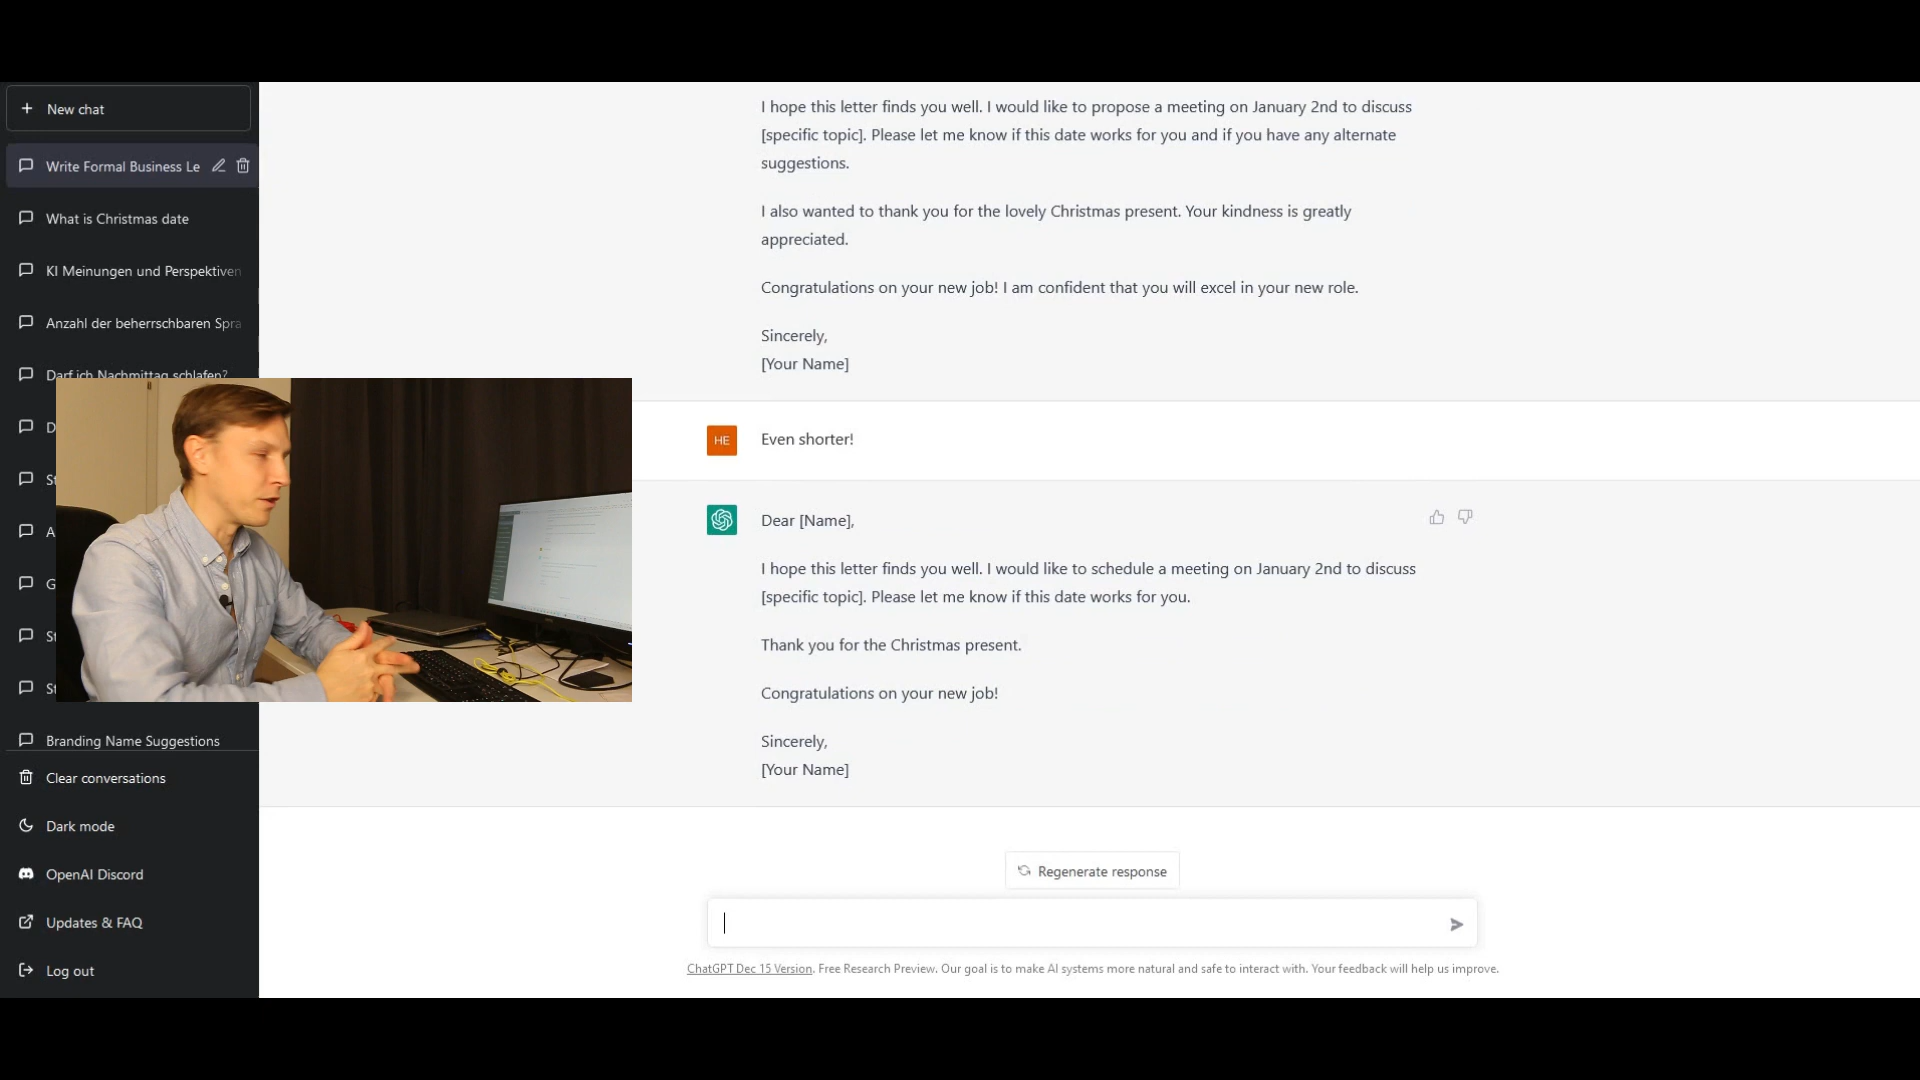 New chat
Write Formal Business Le
What is Christmas date
KI Meinungen und Perspektiven
Anzahl der beherrschbaren Spra
Darf ich Nachmittag schlafen?
D
St
A
G
St
St
Branding Name Suggestions
Clear conversations
Dark mode
OpenAI Discord
Updates & FAQ
Log out
I hope this letter finds you well. I would like to propose a meeting on January 2nd to discuss
[specific topic]. Please let me know if this date works for you and if you have any alternate
suggestions.
I also wanted to thank you for the lovely Christmas present. Your kindness is greatly
appreciated.
Congratulations on your new job! I am confident that you will excel in your new role.
Sincerely,
[Your Name]
HE
Even shorter!
Dear [Name],
I hope this letter finds you well. I would like to schedule a meeting on January 2nd to discuss
[specific topic]. Please let me know if this date works for you.
Thank you for the Christmas present.
Congratulations on your new job!
Sincerely,
[Your Name]
Regenerate response
ChatGPT Dec 15 Version. Free Research Preview. Our goal is to make AI systems more natural and safe to interact with. Your feedback will help us improve.